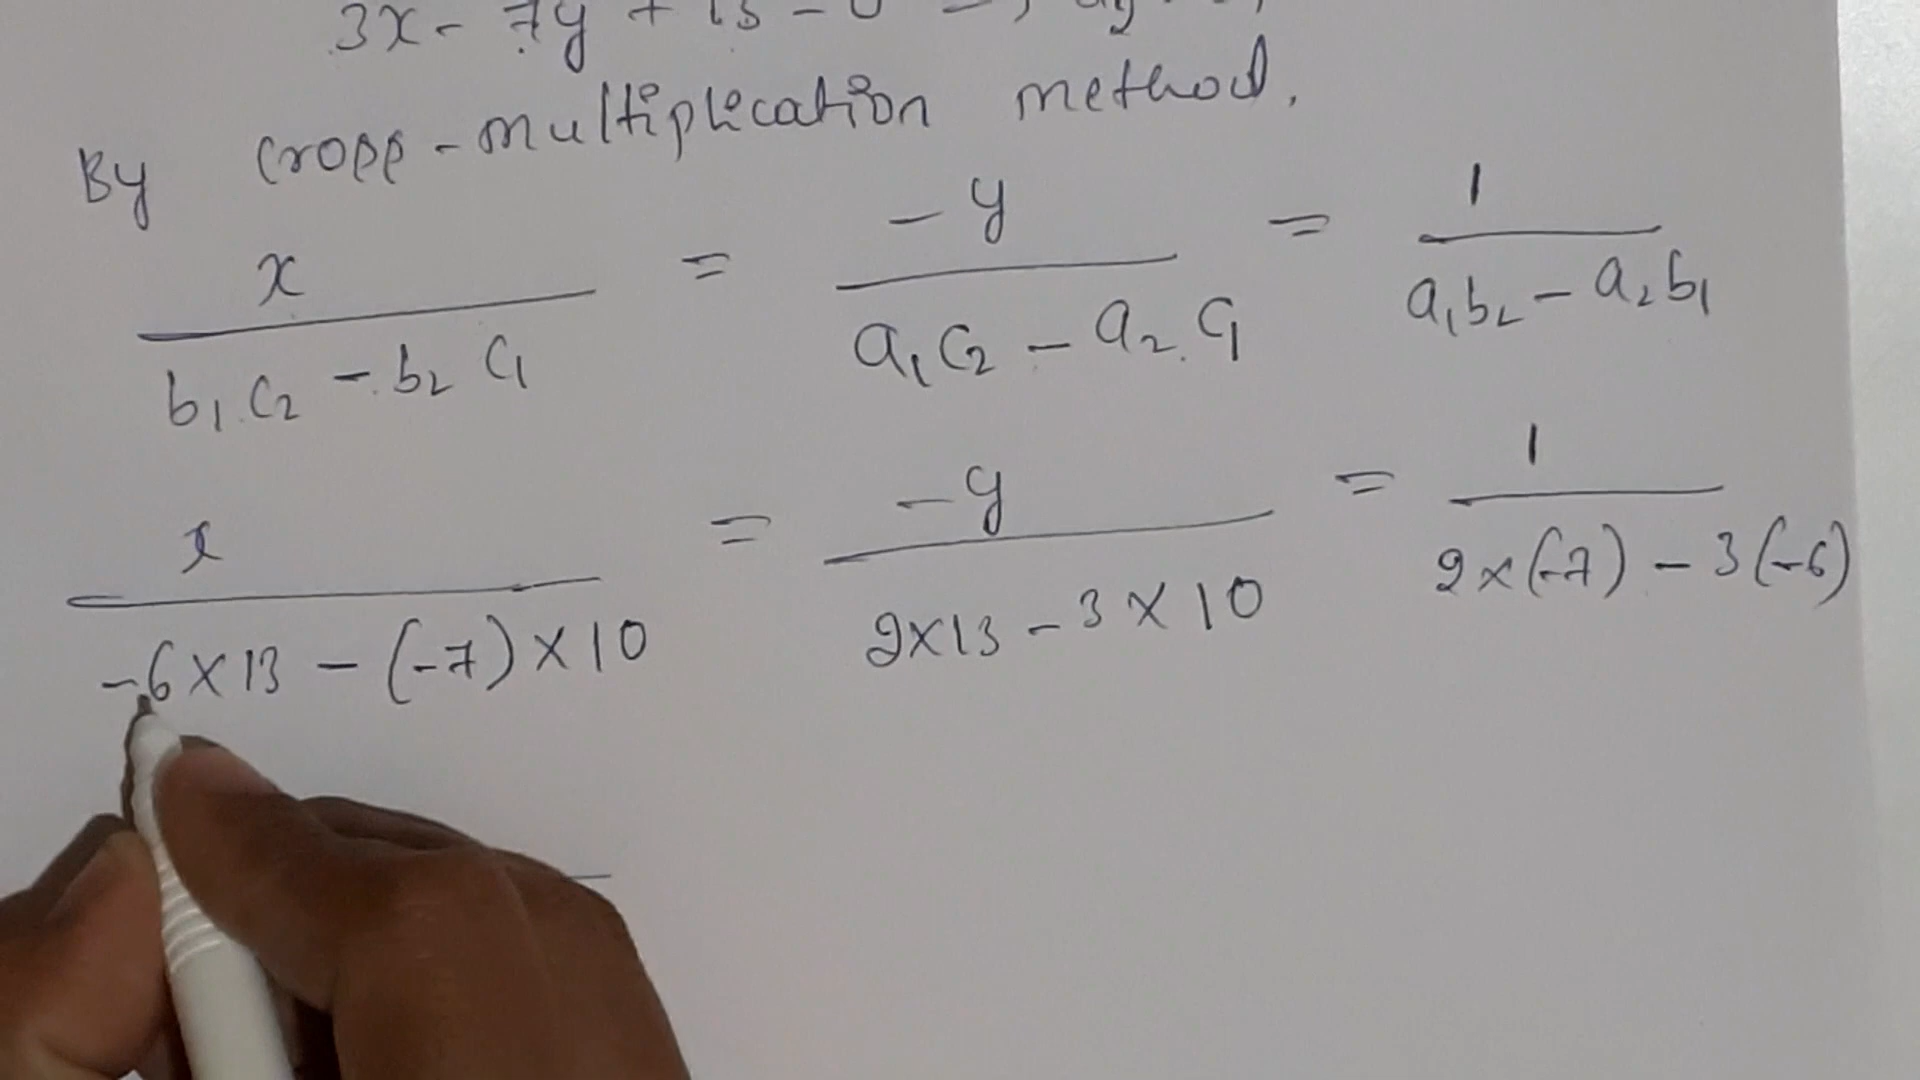 3x - 7y + 13 = 0 =>
By cross-multiplication method.
x / b₁c₂ - b₂c₁ = -y / a₁c₂ - a₂c₁ = 1 / a₁b₂ - a₂b₁
x / -6×13 - (-7)×10 = -y / 2×13 - 3×10 = 1 / 2×(-7) - 3(-6)